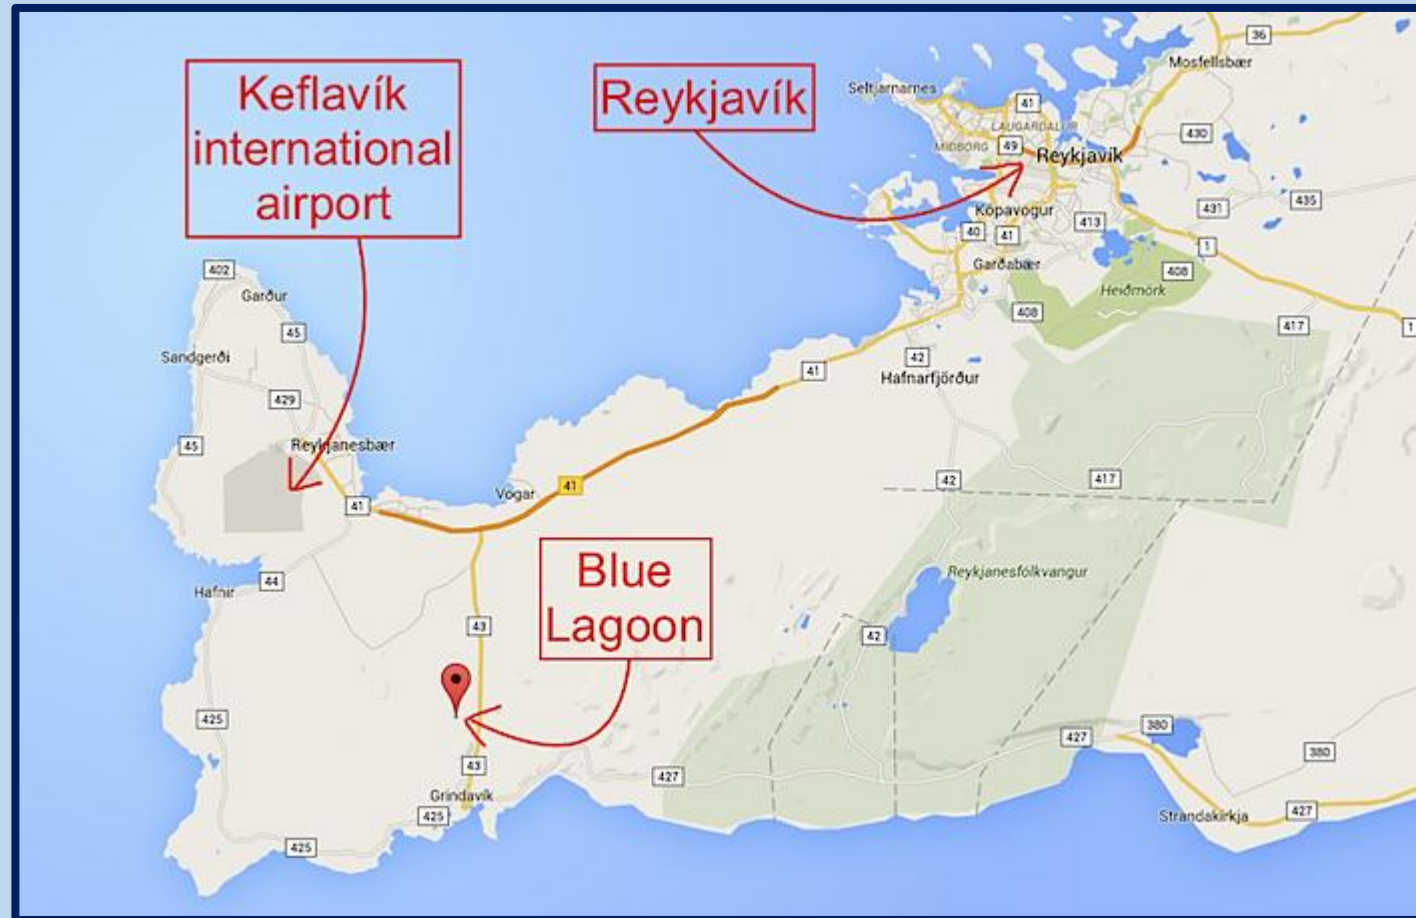 Keflavík
international
airport
Reykjavík
Blue
Lagoon
36
Mosfellsbær
Seltjarnarnes
41
LAUGARDALUR
430
MIDBORG
49
Reykjavík
435
431
Kópavogur
413
40
41
1
Garðabær
408
Heiðmörk
402
Garður
408
417
1
45
Sandgerði
42
41
Hafnarfjörður
429
45
Reykjanesbær
42
417
Vogar
41
41
Reykjanesfólkvangur
44
Hafnir
43
42
425
380
427
380
43
427
Grindavík
425
Strandakirkja
427
425